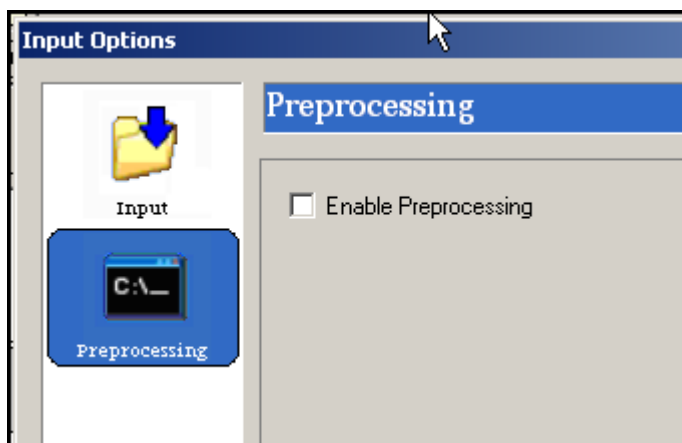 Input Options
Preprocessing
Input
Enable Preprocessing
C:\_
Preprocessing